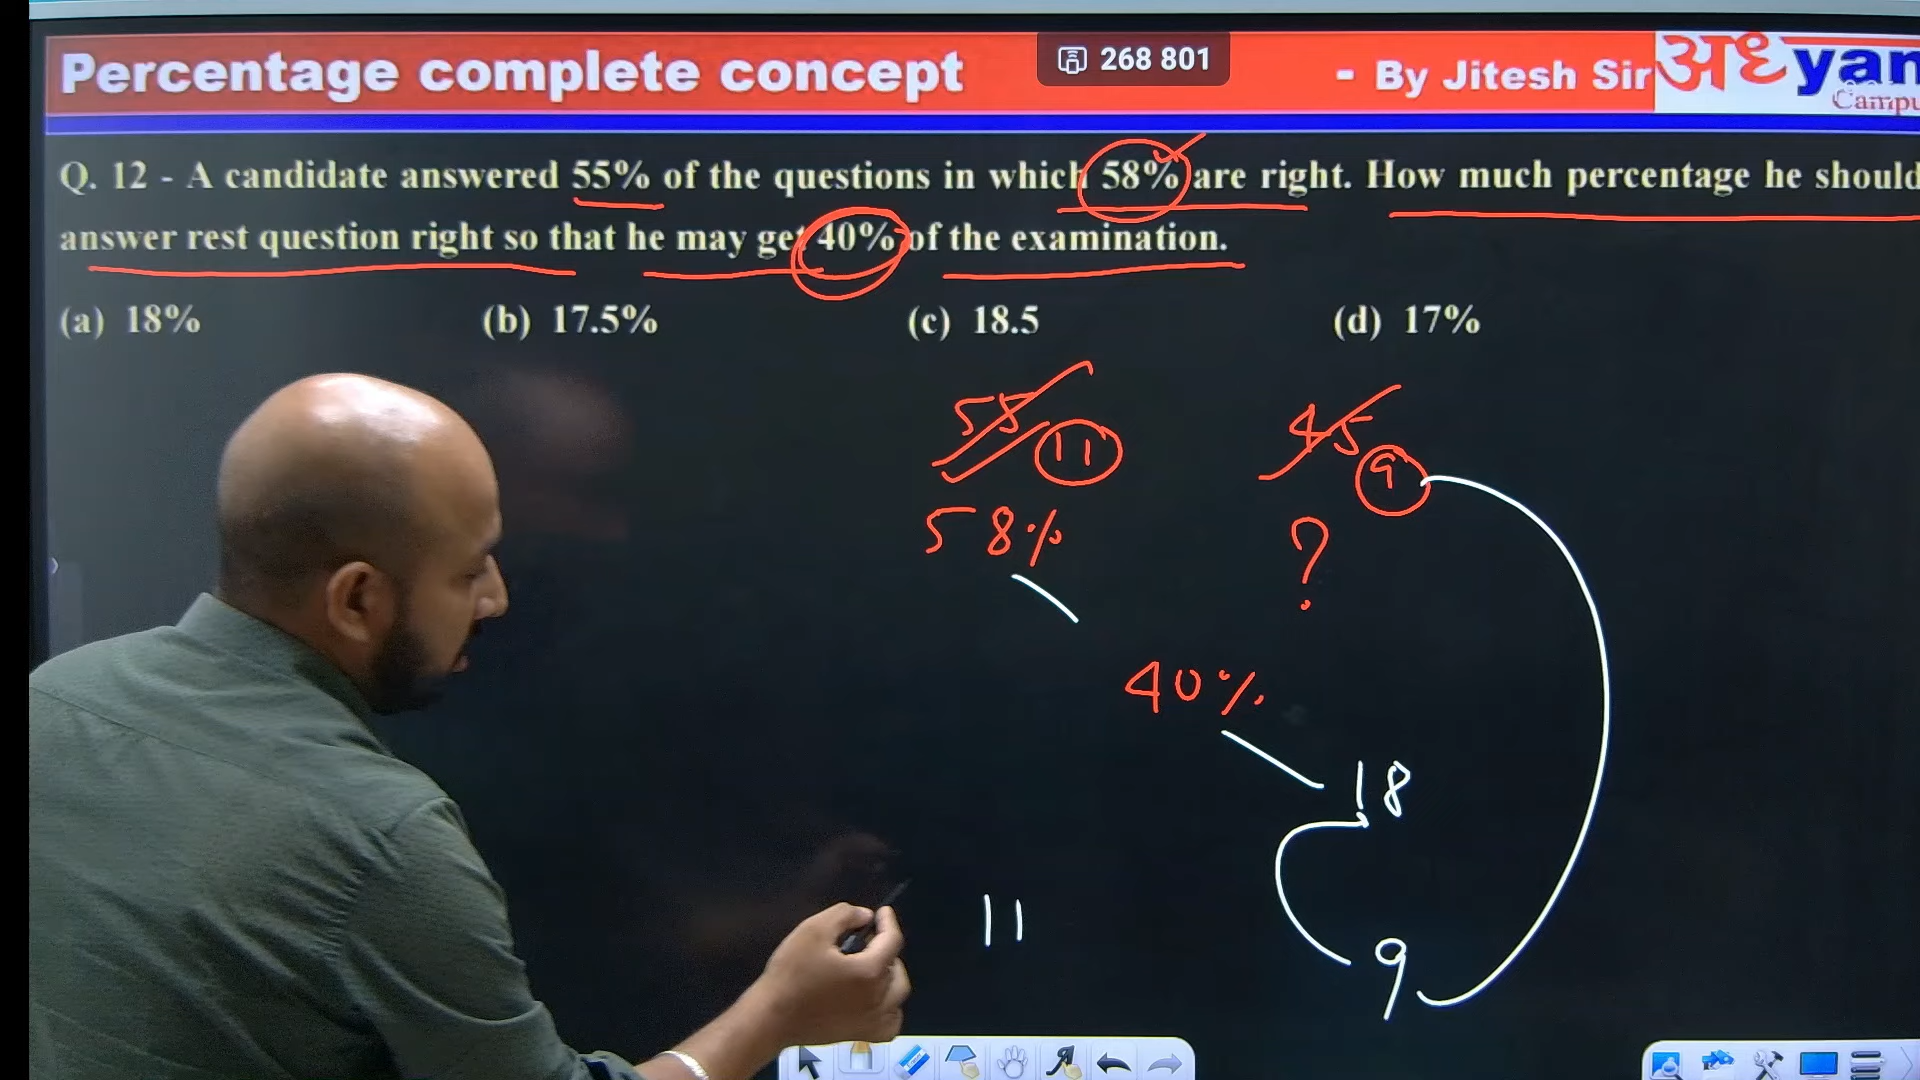 Percentage complete concept
268 801
- By Jitesh Sir
अध्yan
Campu
Q. 12 - A candidate answered 55% of the questions in which 58% are right. How much percentage he should
answer rest question right so that he may get 40% of the examination.
(a) 18%
(b) 17.5%
(c) 18.5
(d) 17%
55
11
45
9
58%
?
40%
18
11
9